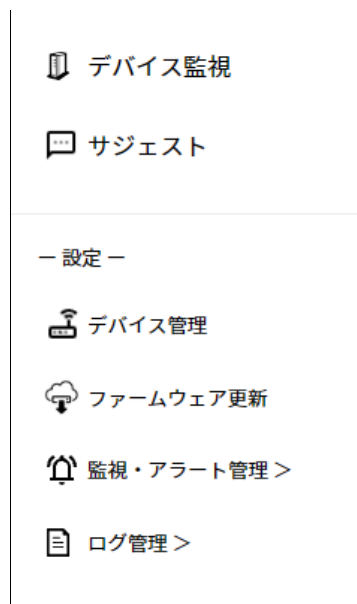 デバイス監視
サジェスト
ー 設定 ー
デバイス管理
ファームウェア更新
監視・アラート管理 >
ログ管理 >